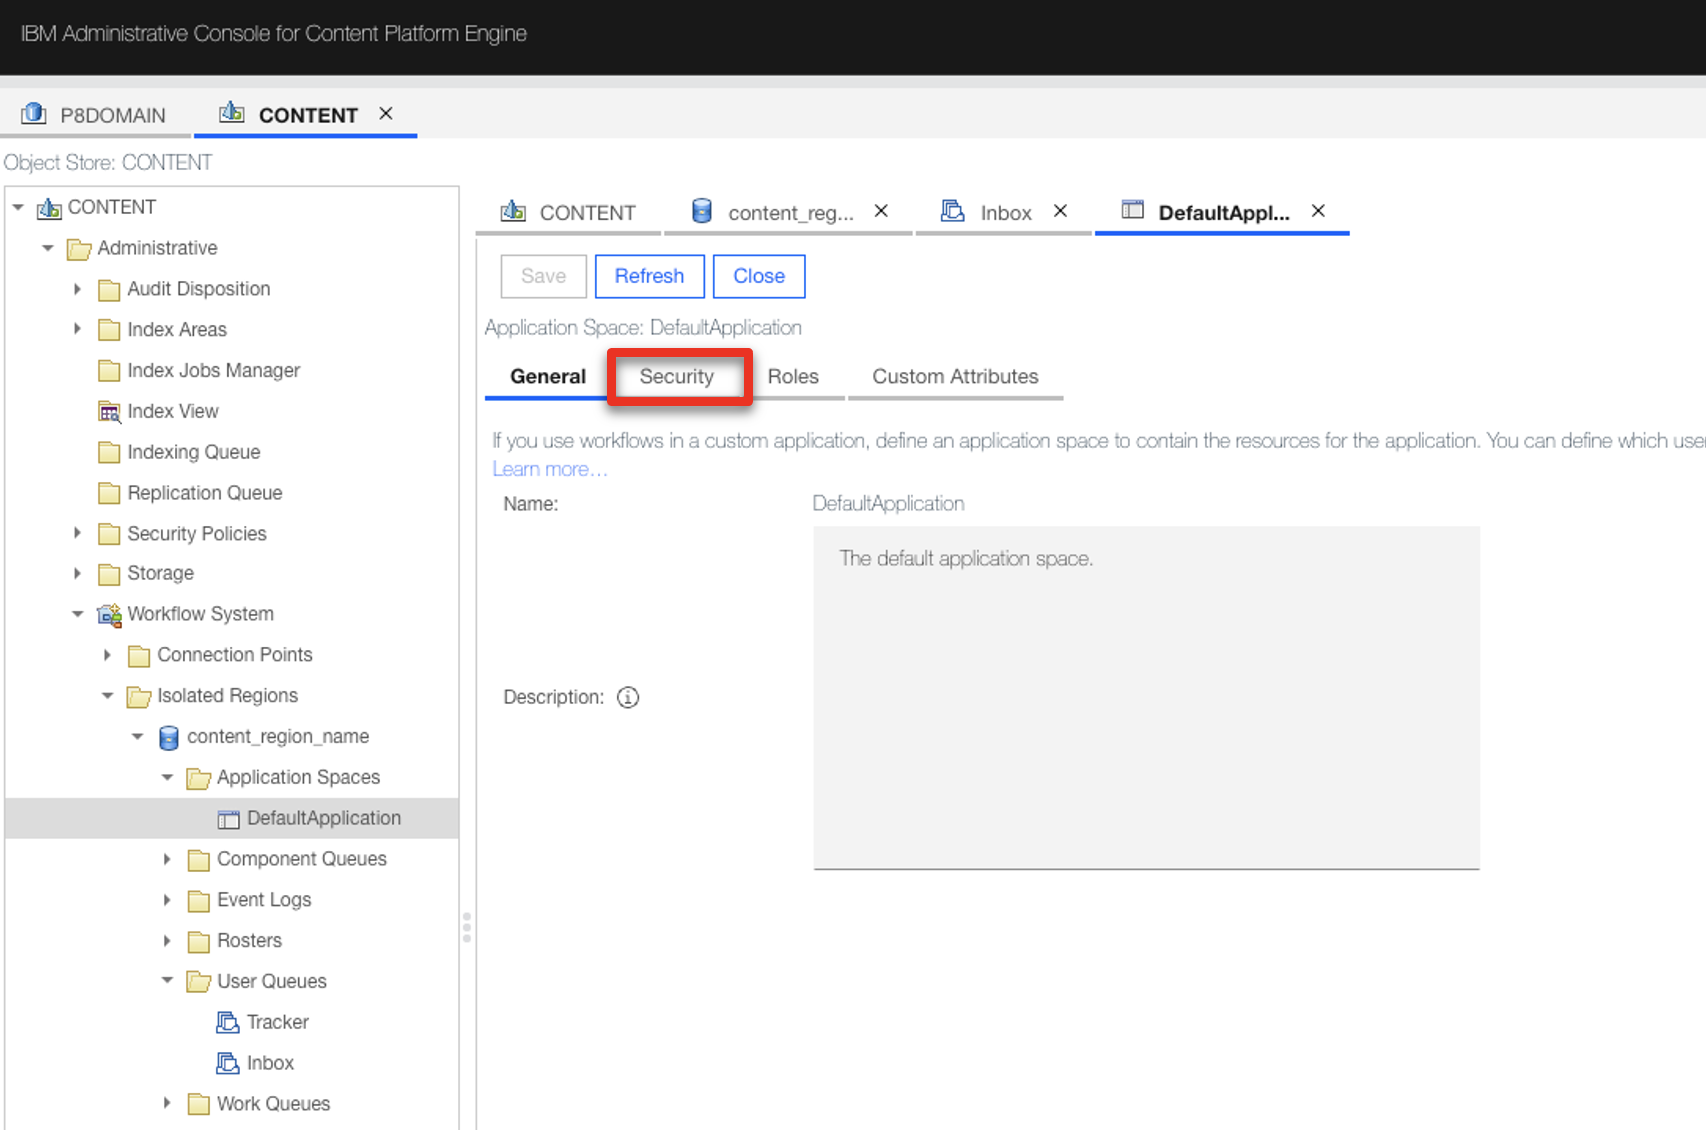 IBM Administrative Console for Content Platform Engine
P8DOMAIN
CONTENT
Object Store: CONTENT
CONTENT
Administrative
Audit Disposition
Index Areas
Index Jobs Manager
Index View
Indexing Queue
Replication Queue
Security Policies
Storage
Workflow System
Connection Points
Isolated Regions
content_region_name
Application Spaces
DefaultApplication
Component Queues
Event Logs
Rosters
User Queues
Tracker
Inbox
Work Queues
CONTENT
content_reg...
Inbox
DefaultAppl...
Save
Refresh
Close
Application Space: DefaultApplication
General
Security
Roles
Custom Attributes
If you use workflows in a custom application, define an application space to contain the resources for the application. You can define which
Learn more...
Name:
DefaultApplication
The default application space.
Description: